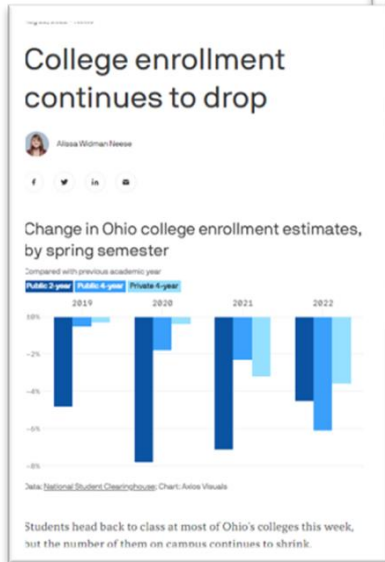 College enrollment
continues to drop
Alissa Widman Neese
Change in Ohio college enrollment estimates,
by spring semester
Compared with previous academic year
Public 2-year Public 4-year Private 4-year
2019 2020 2021 2022
-2%
-4%
-6%
-8%
Data: National Student Clearinghouse; Chart: Axios Visuals
Students head back to class at most of Ohio's colleges this week,
but the number of them on campus continues to shrink.